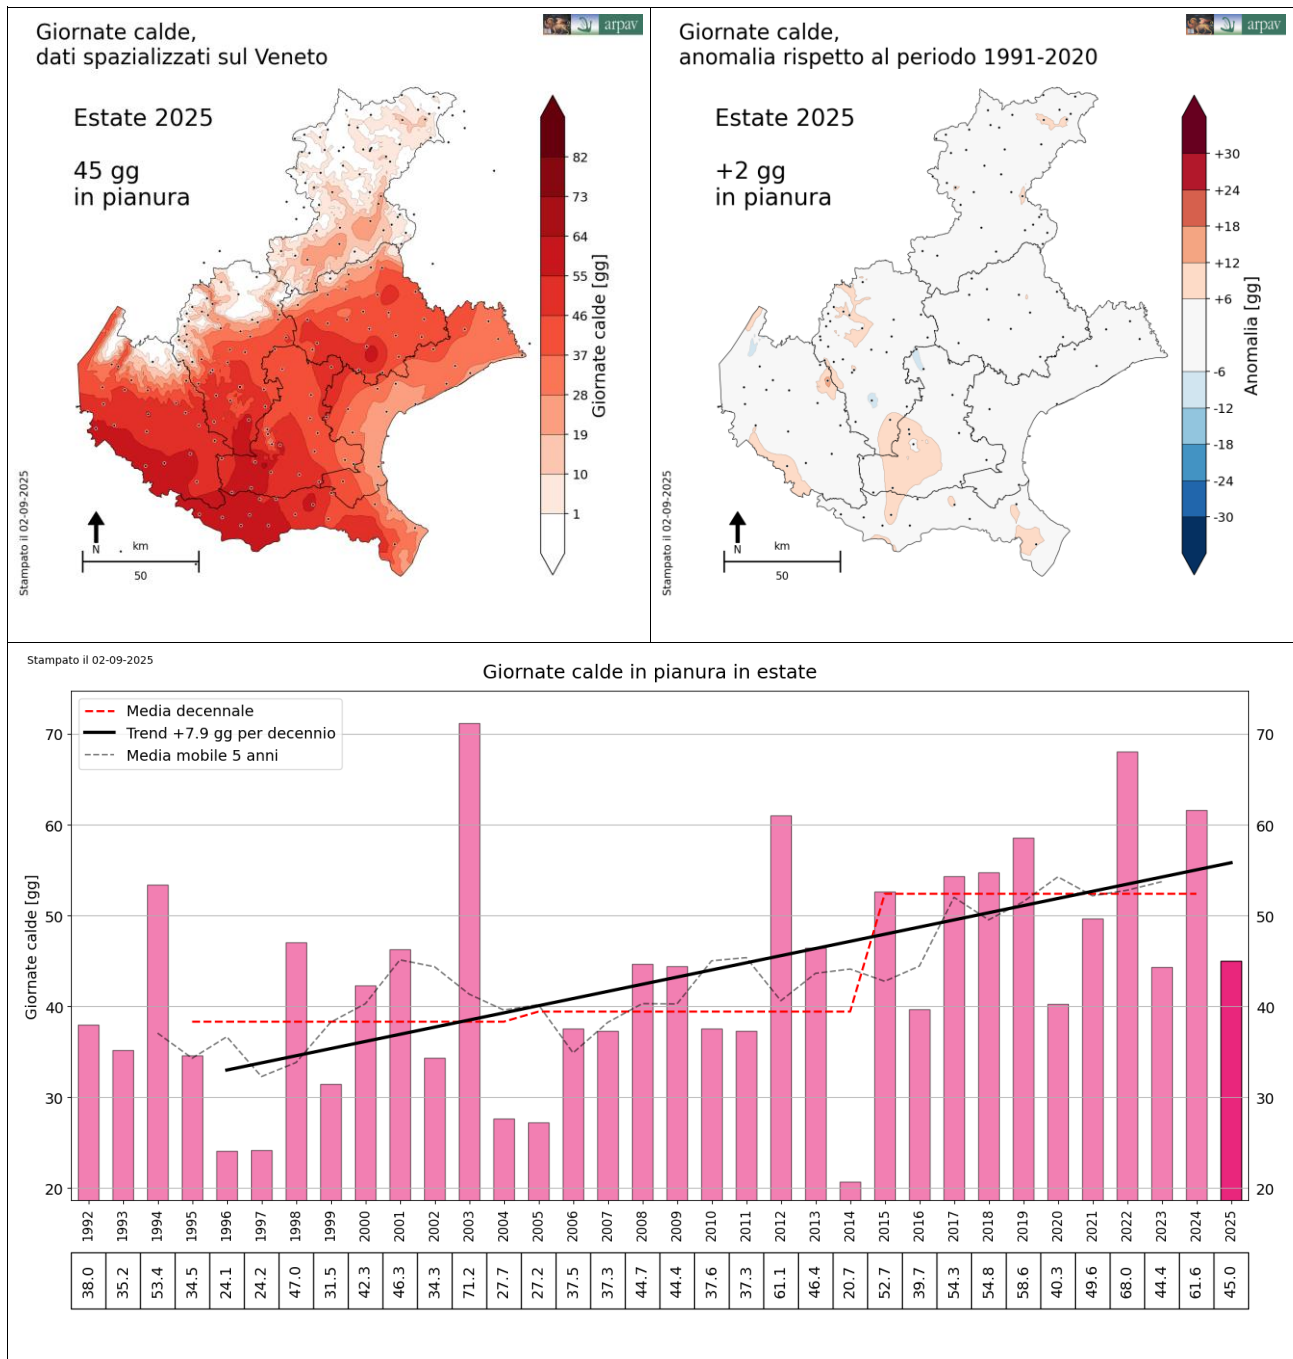 Giornate calde,
dati spazializzati sul Veneto
arpav
Estate 2025
45 gg
in pianura
82
73
64
55
46
37
28
19
10
1
Giornate calde [gg]
Stampato il 02-09-2025
N
km
50
Giornate calde,
anomalia rispetto al periodo 1991-2020
arpav
Estate 2025
+2 gg
in pianura
+30
+24
+18
+12
+6
-6
-12
-18
-24
-30
Anomalia [gg]
Stampato il 02-09-2025
N
km
50
Stampato il 02-09-2025
Giornate calde in pianura in estate
Media decennale
Trend +7.9 gg per decennio
Media mobile 5 anni
Giornate calde [gg]
70 70
60 60
50 50
40 40
30 30
20 20
1992 1993 1994 1995 1996 1997 1998 1999 2000 2001 2002 2003 2004 2005 2006 2007 2008 2009 2010 2011 2012 2013 2014 2015 2016 2017 2018 2019 2020 2021 2022 2023 2024 2025
38.0 35.2 53.4 34.5 24.1 24.2 47.0 31.5 42.3 46.3 34.3 71.2 27.7 27.2 37.5 37.3 44.7 44.4 37.6 37.3 61.1 46.4 20.7 52.7 39.7 54.3 54.8 58.6 40.3 49.6 68.0 44.4 61.6 45.0